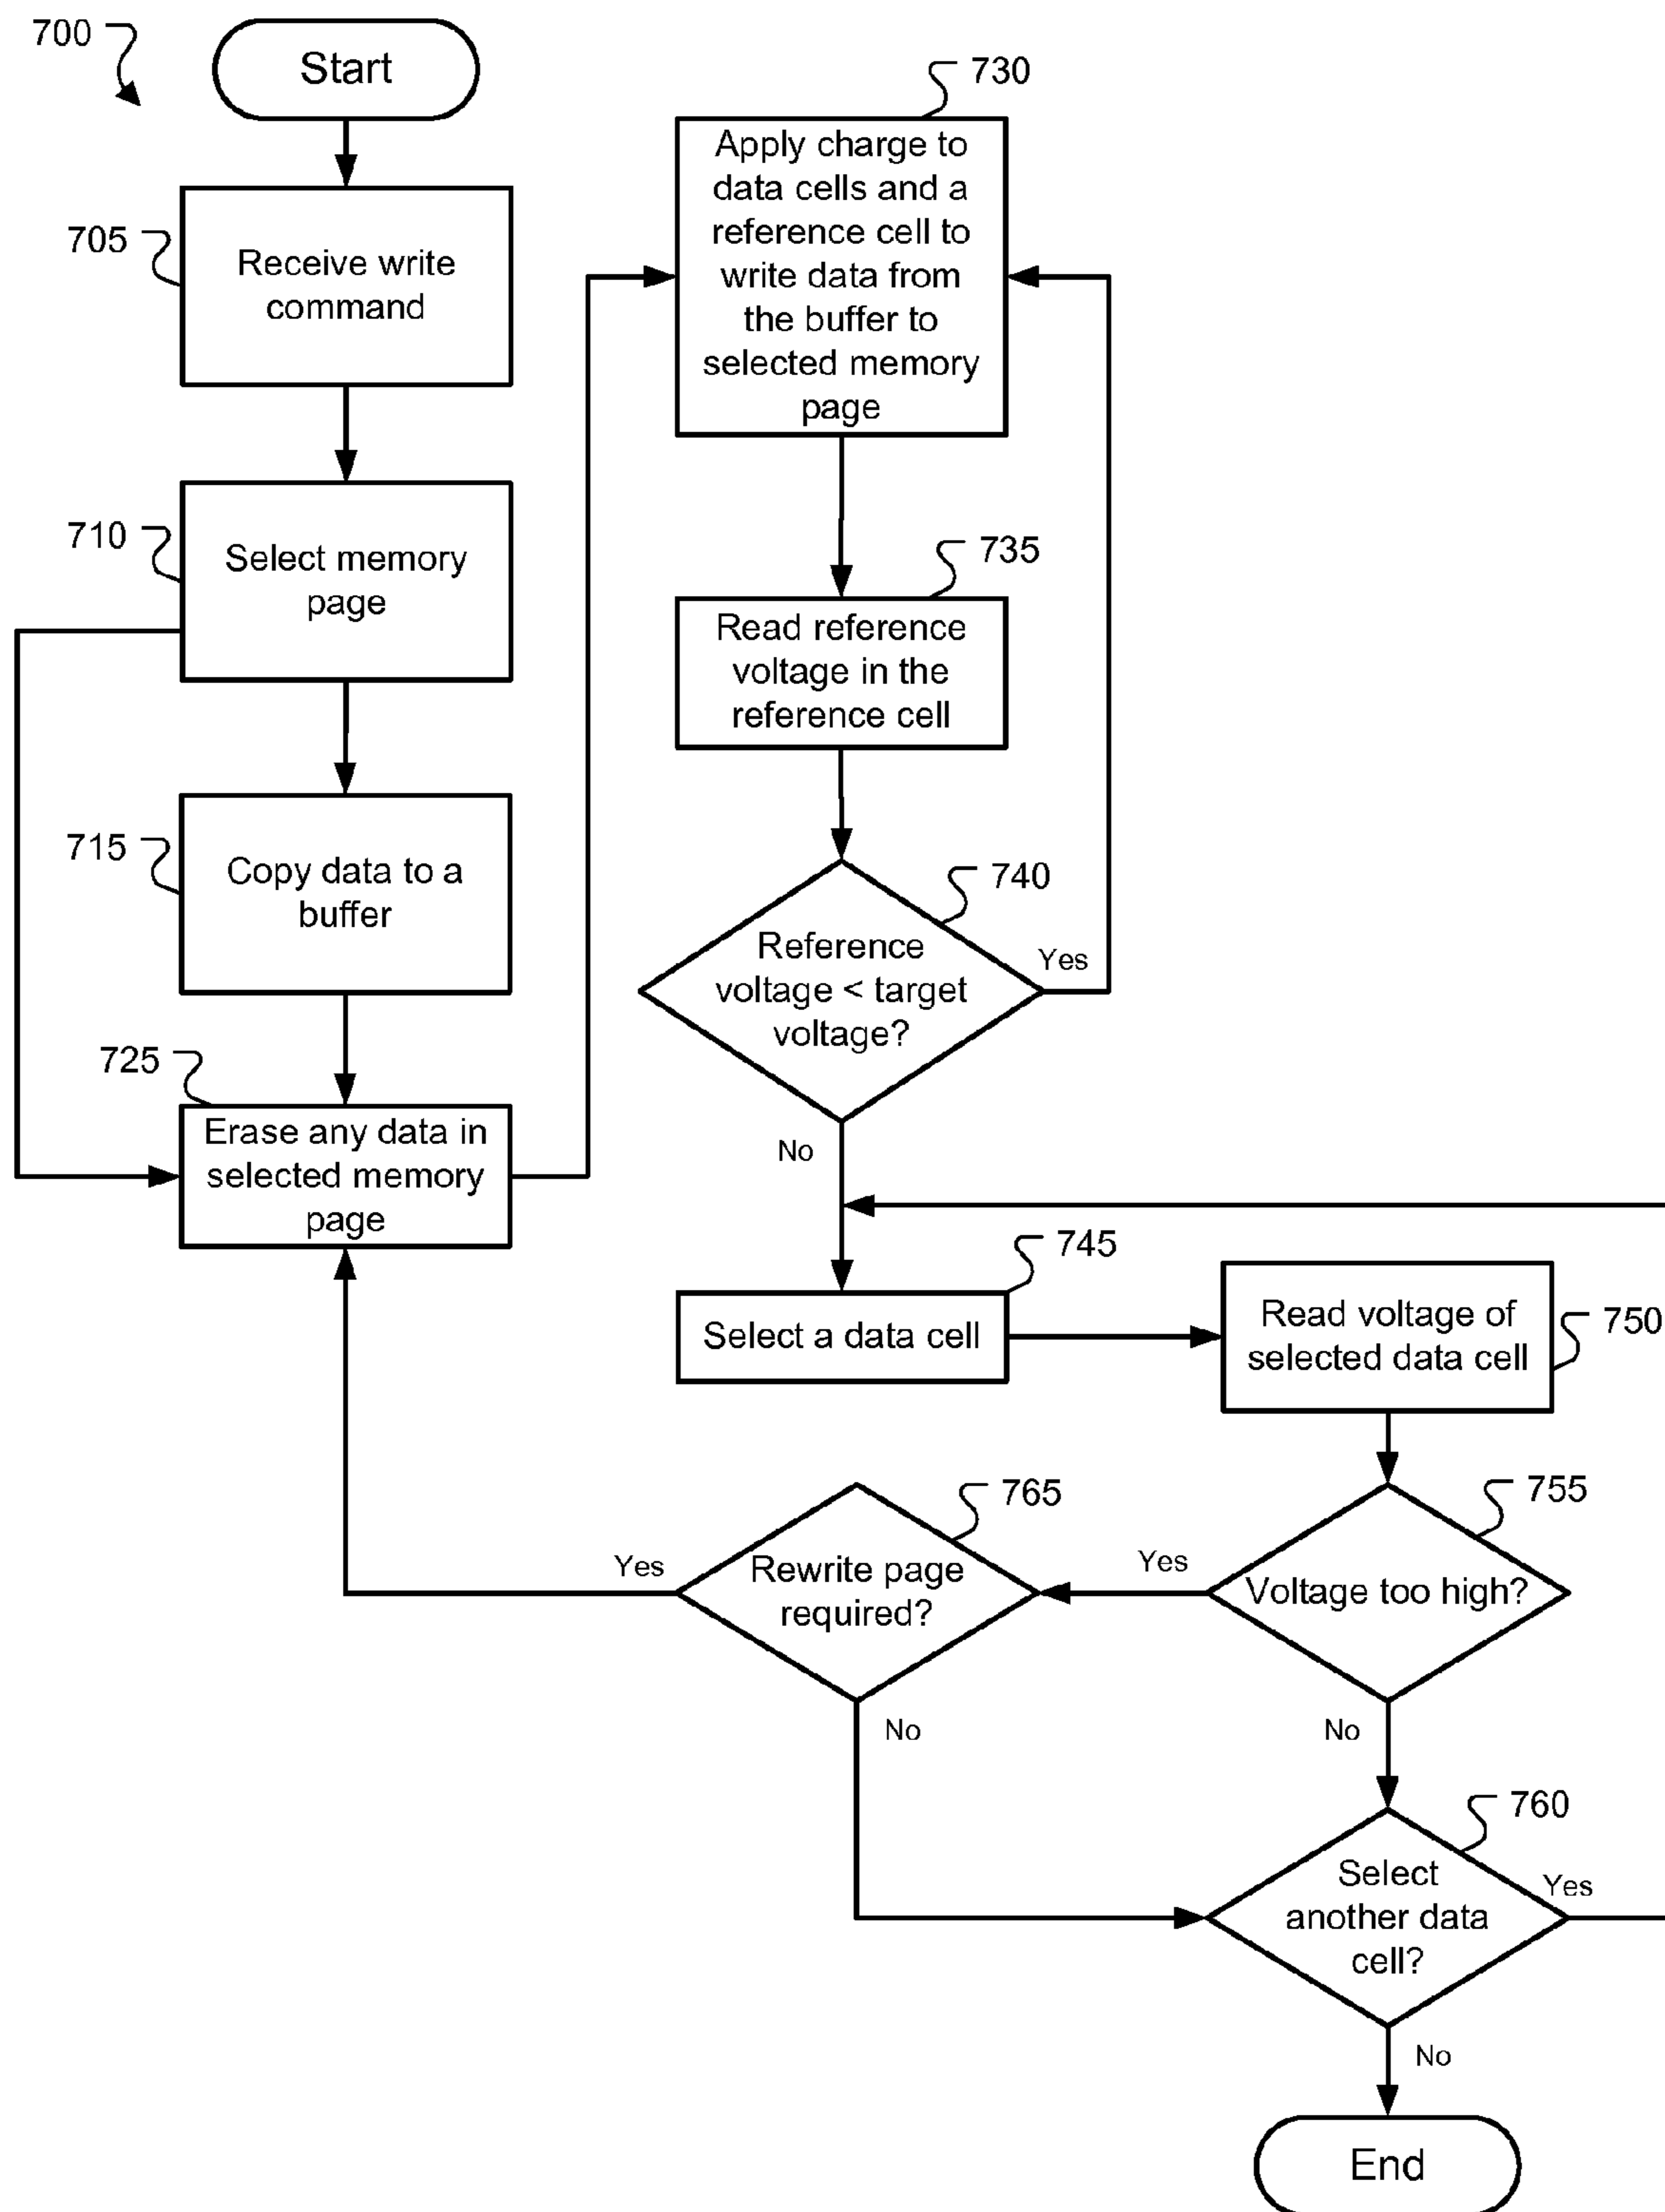 700
Start
705
Receive write
command
710
Select memory
page
715
Copy data to a
buffer
725
Erase any data in
selected memory
page
730
Apply charge to
data cells and a
reference cell to
write data from
the buffer to
selected memory
page
735
Read reference
voltage in the
reference cell
740
Reference
voltage < target
voltage?
Yes
No
745
Select a data cell
Read voltage of
selected data cell
750
755
Voltage too high?
Yes
No
765
Rewrite page
required?
Yes
No
760
Select
another data
cell?
Yes
No
End